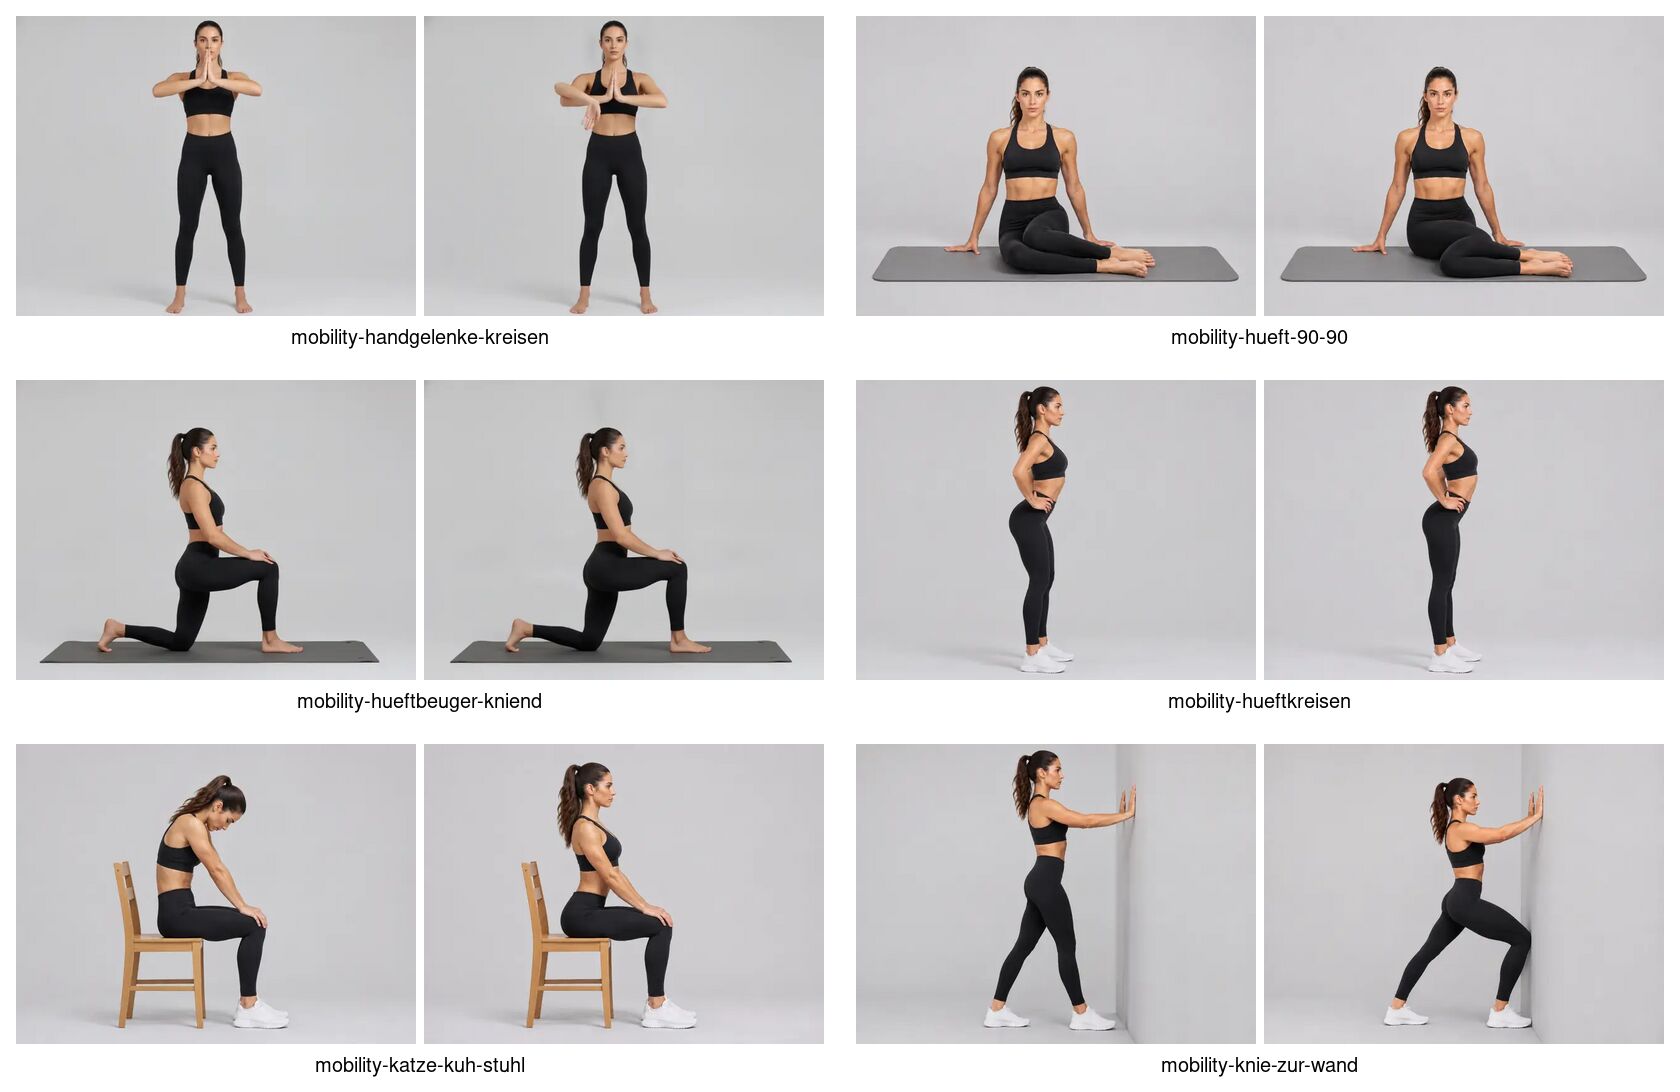 mobility-handgelenke-kreisen
mobility-hueft-90-90
mobility-hueftbeuger-kniend
mobility-hueftkreisen
mobility-katze-kuh-stuhl
mobility-knie-zur-wand